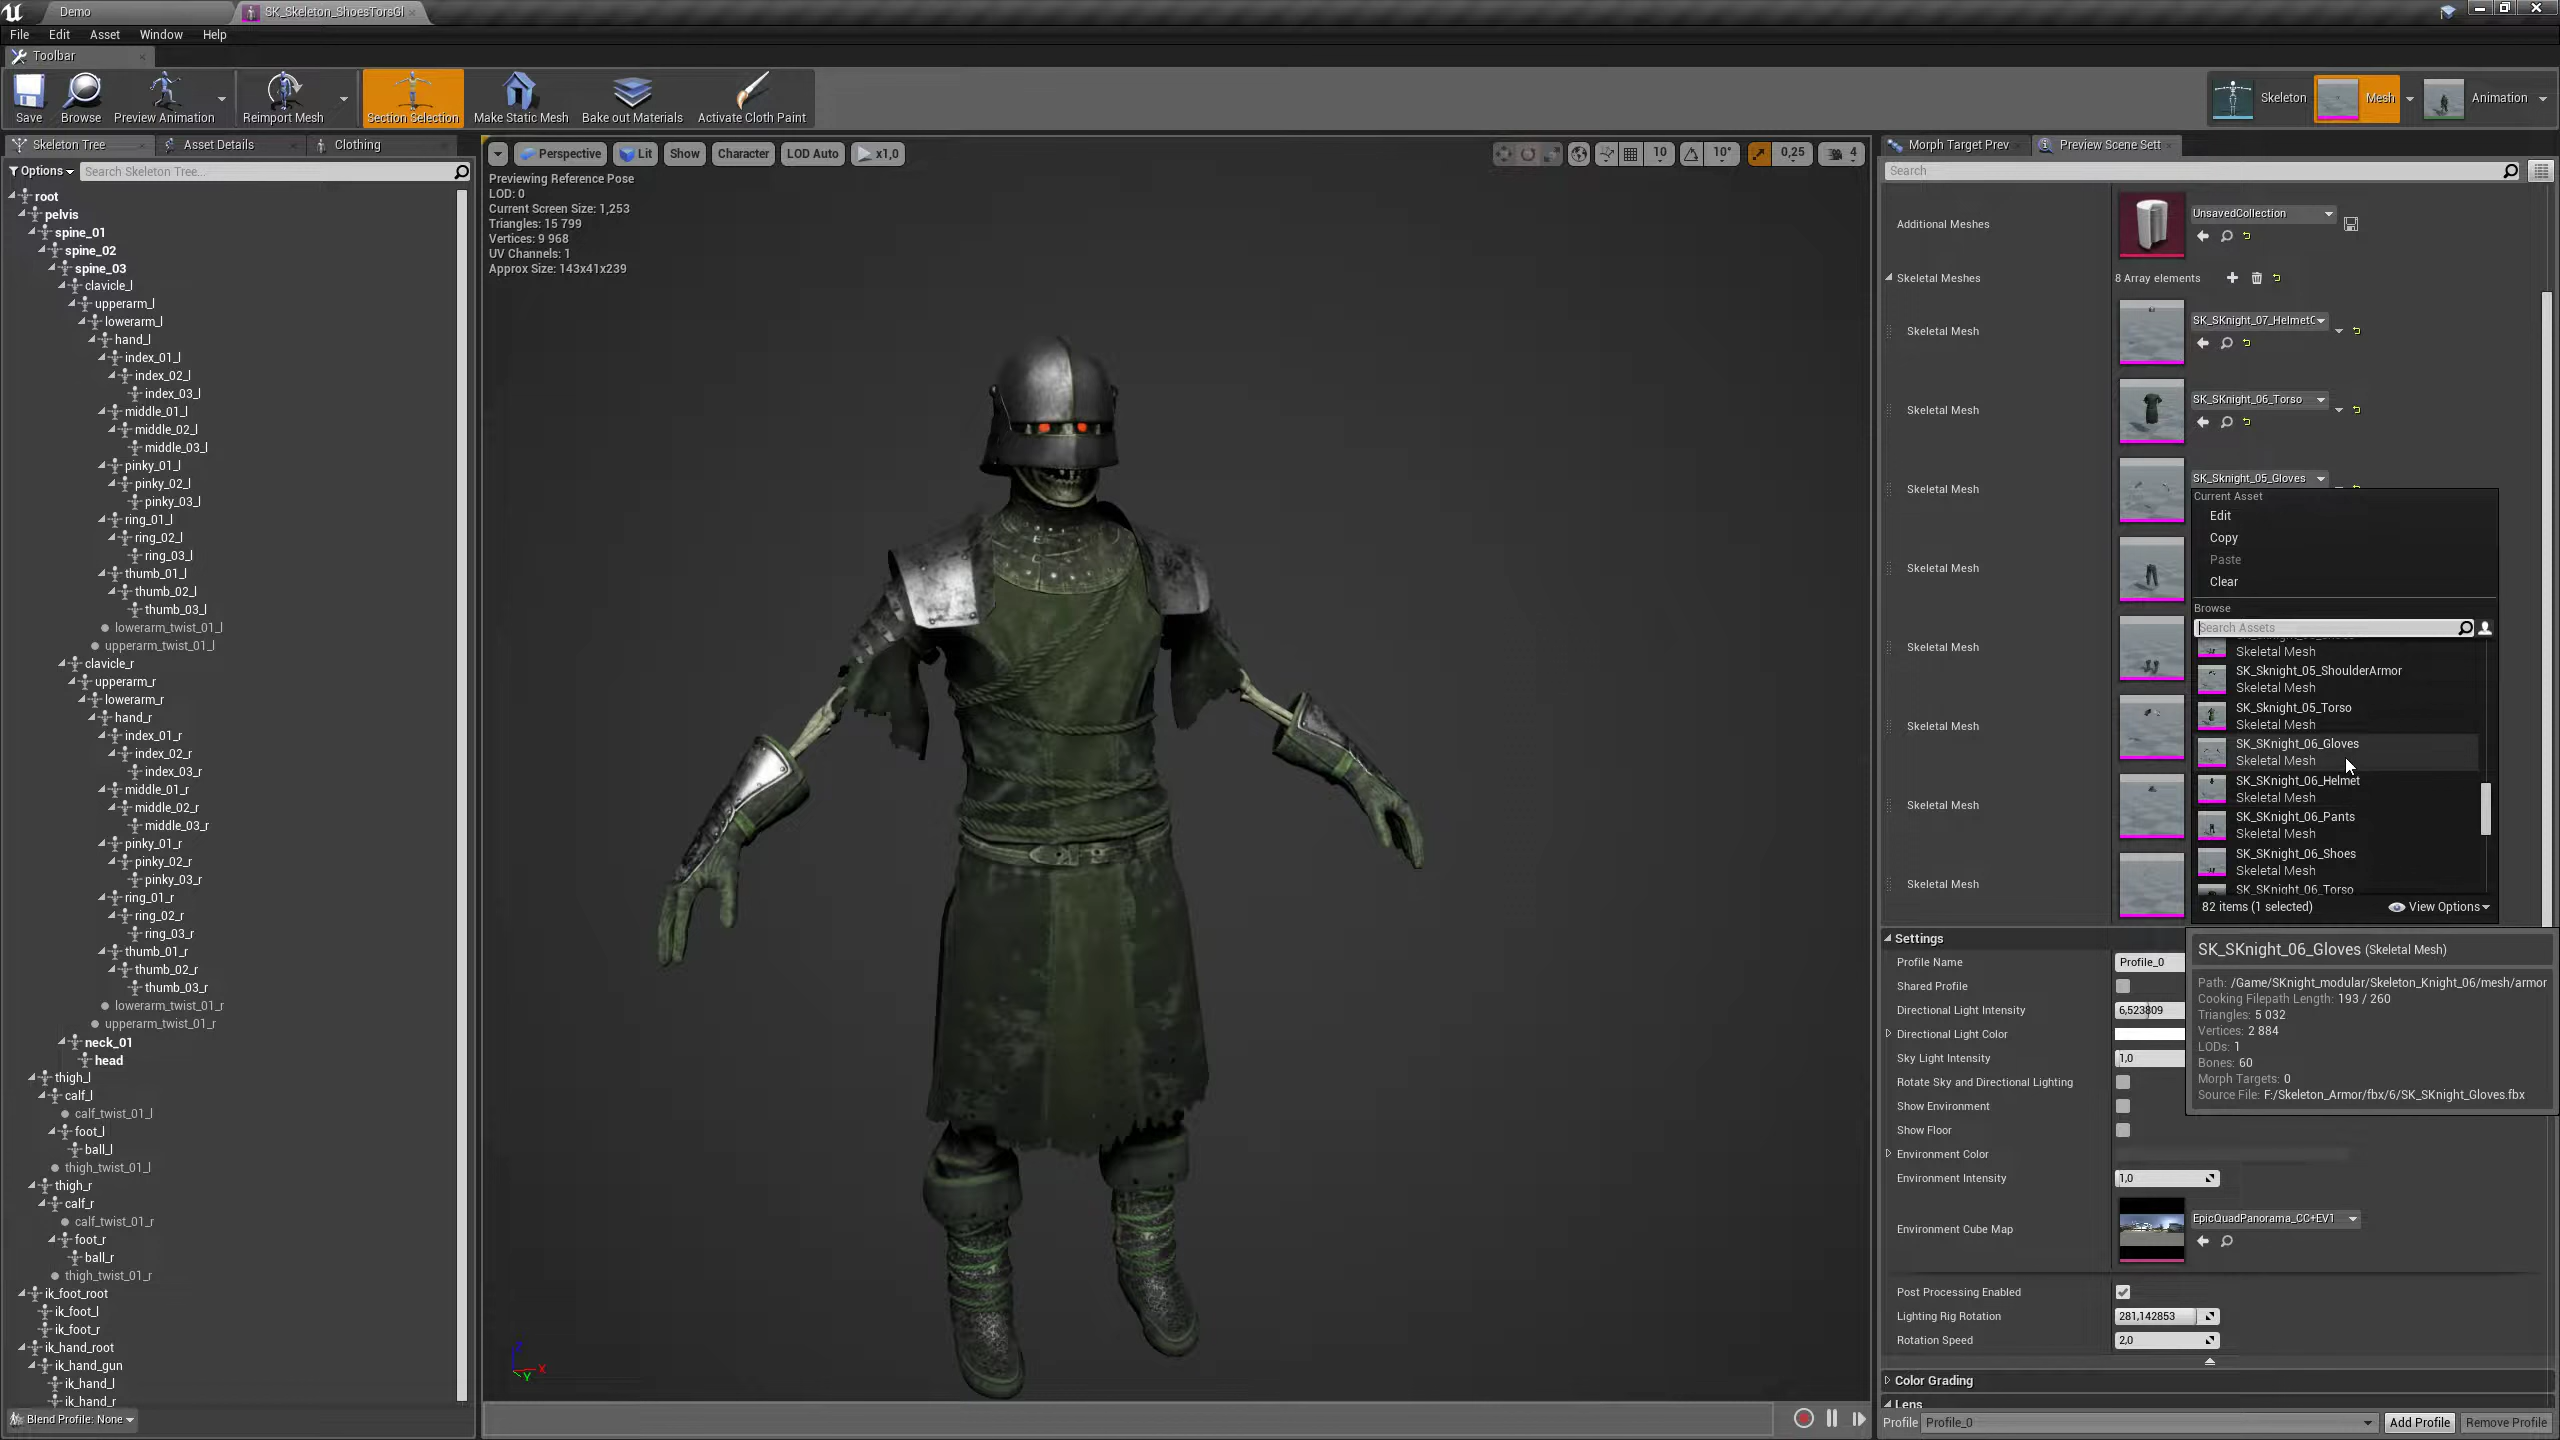 Demo
SK_Skeleton_ShoesTorsGl
File Edit Asset Window Help
Toolbar
Save
Browse
Preview Animation
Reimport Mesh
Section Selection
Make Static Mesh
Bake out Materials
Activate Cloth Paint
Skeleton
Mesh
Animation
Skeleton Tree
Asset Details
Clothing
Options
Search Skeleton Tree...
root
pelvis
spine_01
spine_02
spine_03
clavicle_l
upperarm_l
lowerarm_l
hand_l
index_01_l
index_02_l
index_03_l
middle_01_l
middle_02_l
middle_03_l
pinky_01_l
pinky_02_l
pinky_03_l
ring_01_l
ring_02_l
ring_03_l
thumb_01_l
thumb_02_l
thumb_03_l
lowerarm_twist_01_l
upperarm_twist_01_l
clavicle_r
upperarm_r
lowerarm_r
hand_r
index_01_r
index_02_r
index_03_r
middle_01_r
middle_02_r
middle_03_r
pinky_01_r
pinky_02_r
pinky_03_r
ring_01_r
ring_02_r
ring_03_r
thumb_01_r
thumb_02_r
thumb_03_r
lowerarm_twist_01_r
upperarm_twist_01_r
neck_01
head
thigh_l
calf_l
calf_twist_01_l
foot_l
ball_l
thigh_twist_01_l
thigh_r
calf_r
calf_twist_01_r
foot_r
ball_r
thigh_twist_01_r
ik_foot_root
ik_foot_l
ik_foot_r
ik_hand_root
ik_hand_gun
ik_hand_l
ik_hand_r
Blend Profile: None
Perspective
Lit
Show
Character
LOD Auto
x1,0
10
10°
0,25
4
Previewing Reference Pose
LOD: 0
Current Screen Size: 1,253
Triangles: 15 799
Vertices: 9 968
UV Channels: 1
Approx Size: 143x41x239
X
Y
Morph Target Prev
Preview Scene Sett
Search
Additional Meshes
UnsavedCollection
Skeletal Meshes
8 Array elements
Skeletal Mesh
SK_SKnight_07_HelmetC
Skeletal Mesh
SK_SKnight_06_Torso
Skeletal Mesh
SK_Sknight_05_Gloves
Skeletal Mesh
Skeletal Mesh
Skeletal Mesh
Skeletal Mesh
Skeletal Mesh
Current Asset
Edit
Copy
Paste
Clear
Browse
Search Assets
Skeletal Mesh
SK_Sknight_05_ShoulderArmor
Skeletal Mesh
SK_Sknight_05_Torso
Skeletal Mesh
SK_SKnight_06_Gloves
Skeletal Mesh
SK_SKnight_06_Helmet
Skeletal Mesh
SK_SKnight_06_Pants
Skeletal Mesh
SK_SKnight_06_Shoes
Skeletal Mesh
SK_SKnight_06_Torso
82 items (1 selected)
View Options
SK_SKnight_06_Gloves (Skeletal Mesh)
Path: /Game/SKnight_modular/Skeleton_Knight_06/mesh/armor
Cooking Filepath Length: 193 / 260
Triangles: 5 032
Vertices: 2 884
LODs: 1
Bones: 60
Morph Targets: 0
Source File: F:/Skeleton_Armor/fbx/6/SK_SKnight_Gloves.fbx
Settings
Profile Name
Profile_0
Shared Profile
Directional Light Intensity
6,523809
Directional Light Color
Sky Light Intensity
1,0
Rotate Sky and Directional Lighting
Show Environment
Show Floor
Environment Color
Environment Intensity
1,0
Environment Cube Map
EpicQuadPanorama_CC+EV1
Post Processing Enabled
Lighting Rig Rotation
281,142853
Rotation Speed
2,0
Color Grading
Lens
Profile
Profile_0
Add Profile
Remove Profile